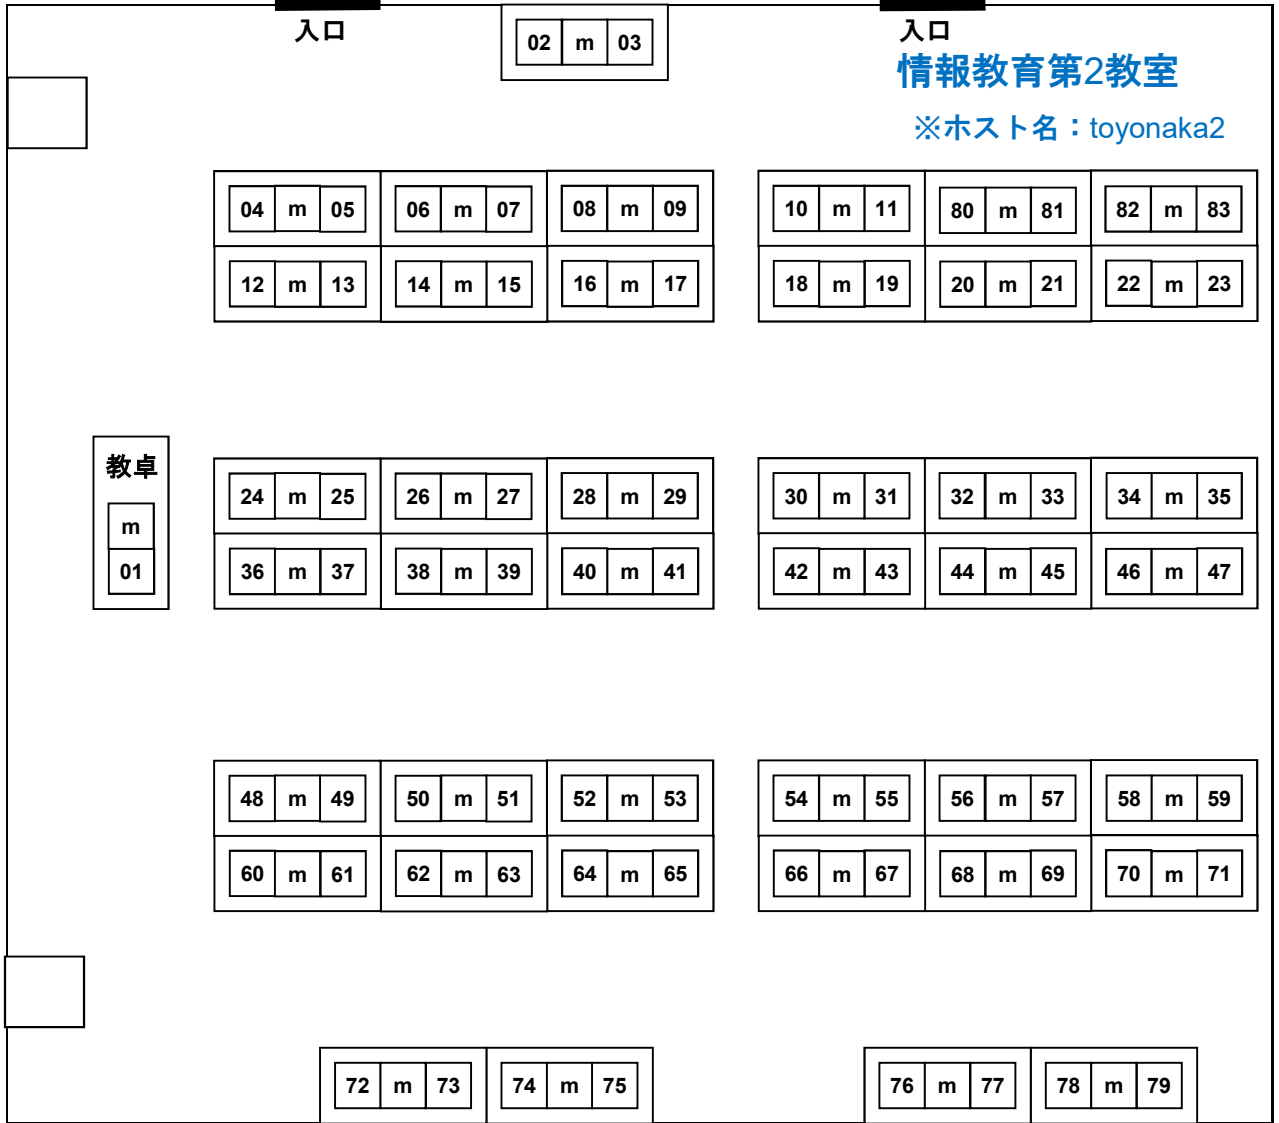 入口
02 m 03
入口
情報教育第2教室
※ホスト名：toyonaka2
04 m 05 06 m 07 08 m 09 10 m 11 80 m 81 82 m 83
12 m 13 14 m 15 16 m 17 18 m 19 20 m 21 22 m 23
教卓
m
01
24 m 25 26 m 27 28 m 29 30 m 31 32 m 33 34 m 35
36 m 37 38 m 39 40 m 41 42 m 43 44 m 45 46 m 47
48 m 49 50 m 51 52 m 53 54 m 55 56 m 57 58 m 59
60 m 61 62 m 63 64 m 65 66 m 67 68 m 69 70 m 71
72 m 73 74 m 75 76 m 77 78 m 79